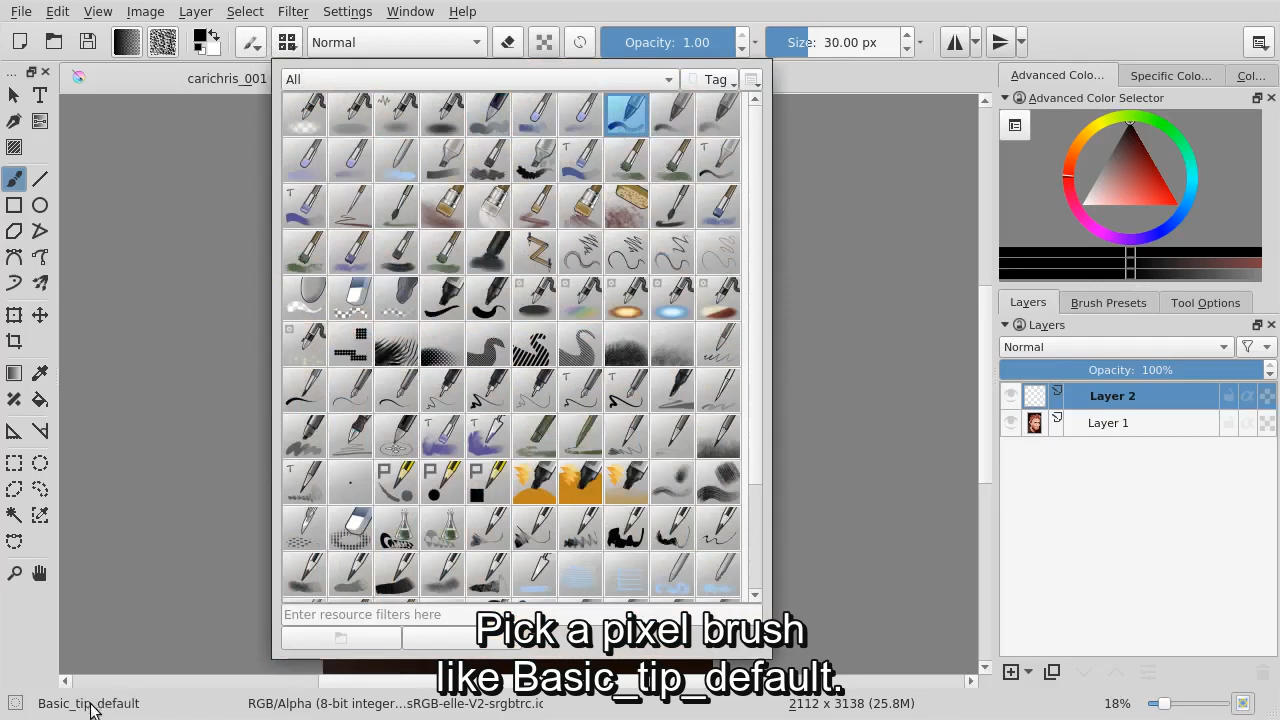 File Edit View Image Layer Select Filter Settings Window Help
Normal Opacity: 1.00 Size: 30.00 px
carichris_001
All Tag
Advanced Colo... Specific Colo... Col...
Advanced Color Selector
Layers Brush Presets Tool Options
Layers
Normal
Opacity: 100%
Layer 2
Layer 1
Enter resource filters here
Pick a pixel brush
like Basic_tip_default.
Basic_tip_default RGB/Alpha (8-bit integer...sRGB-elle-V2-srgbtrc.ic 2112 x 3138 (25.8M) 18%